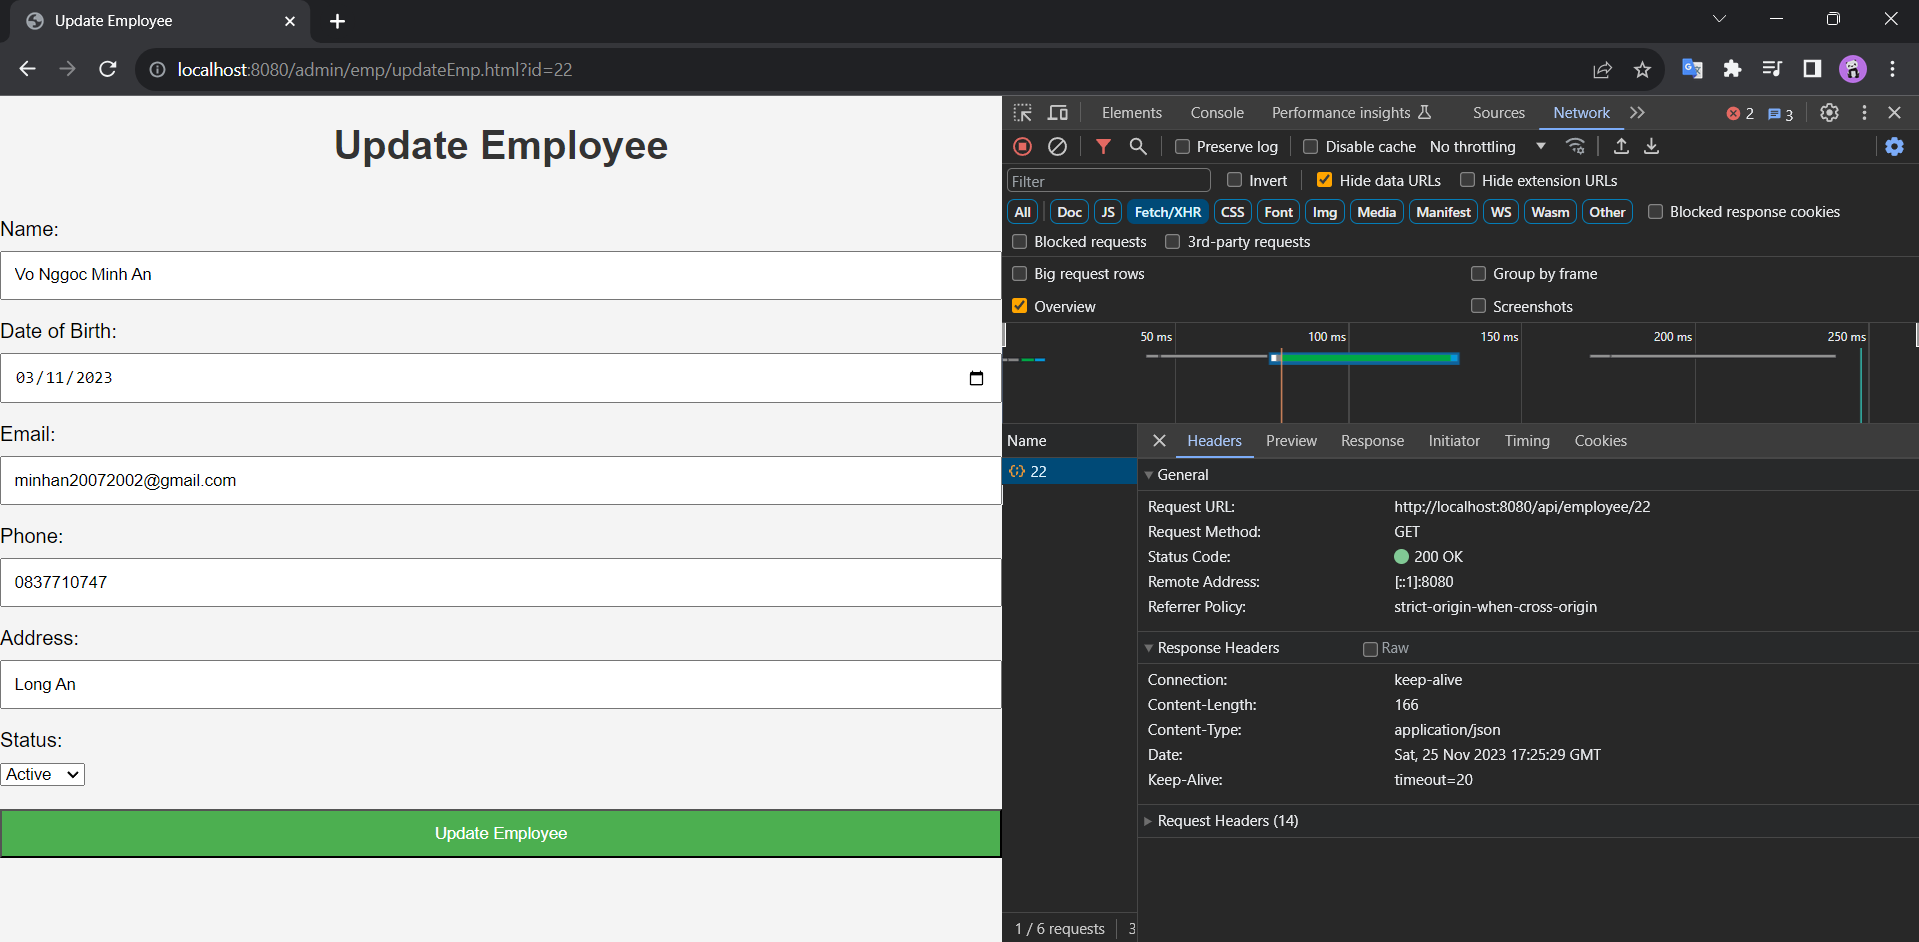 Update Employee
localhost:8080/admin/emp/updateEmp.html?id=22
Update Employee
Name:
Vo Nggoc Minh An
Date of Birth:
03/11/2023
Email:
minhan20072002@gmail.com
Phone:
0837710747
Address:
Long An
Status:
Active
Update Employee
Elements Console Performance insights Sources Network 2 3
Preserve log Disable cache No throttling
Filter Invert Hide data URLs Hide extension URLs
All Doc JS Fetch/XHR CSS Font Img Media Manifest WS Wasm Other Blocked response cookies
Blocked requests 3rd-party requests
Big request rows Group by frame
Overview Screenshots
50 ms 100 ms 150 ms 200 ms 250 ms
Name Headers Preview Response Initiator Timing Cookies
22
General
Request URL: http://localhost:8080/api/employee/22
Request Method: GET
Status Code: 200 OK
Remote Address: [::1]:8080
Referrer Policy: strict-origin-when-cross-origin
Response Headers Raw
Connection: keep-alive
Content-Length: 166
Content-Type: application/json
Date: Sat, 25 Nov 2023 17:25:29 GMT
Keep-Alive: timeout=20
Request Headers (14)
1 / 6 requests 3